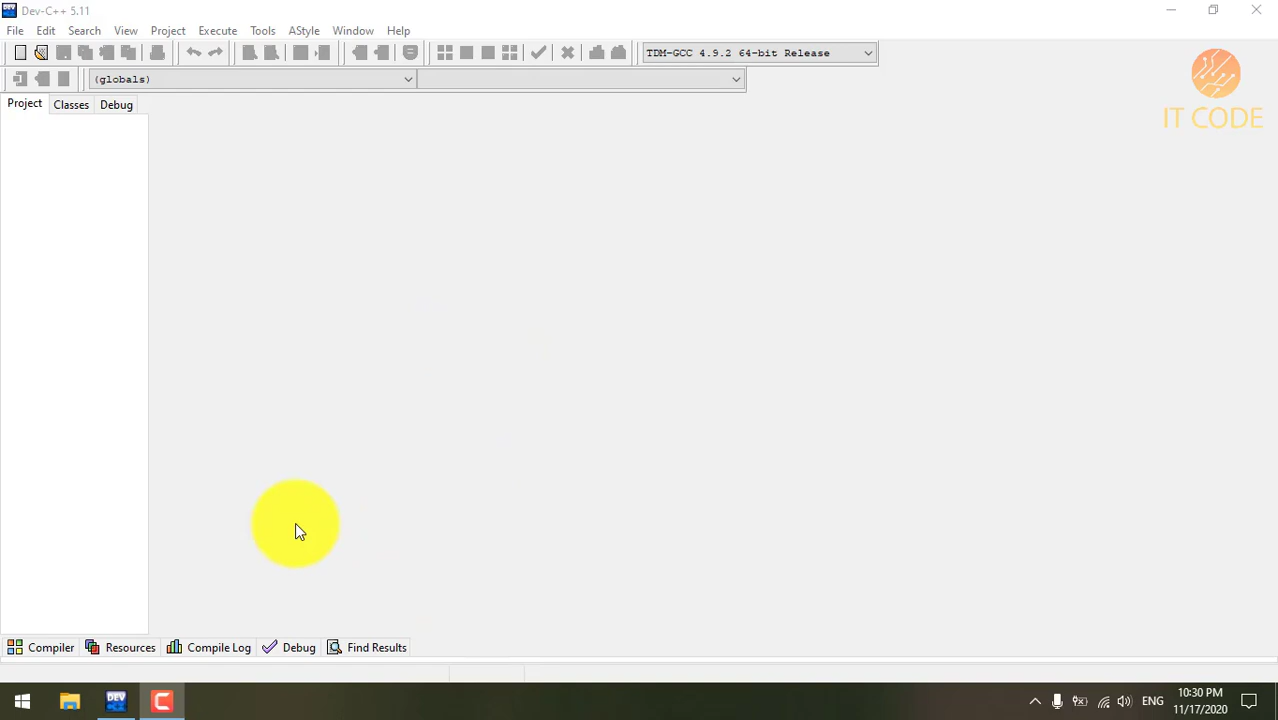 Dev-C++ 5.11
File Edit Search View Project Execute Tools AStyle Window Help
TDM-GCC 4.9.2 64-bit Release
(globals)
Project Classes Debug
IT CODE
Compiler Resources Compile Log Debug Find Results
DEV
ENG
10:30 PM
11/17/2020